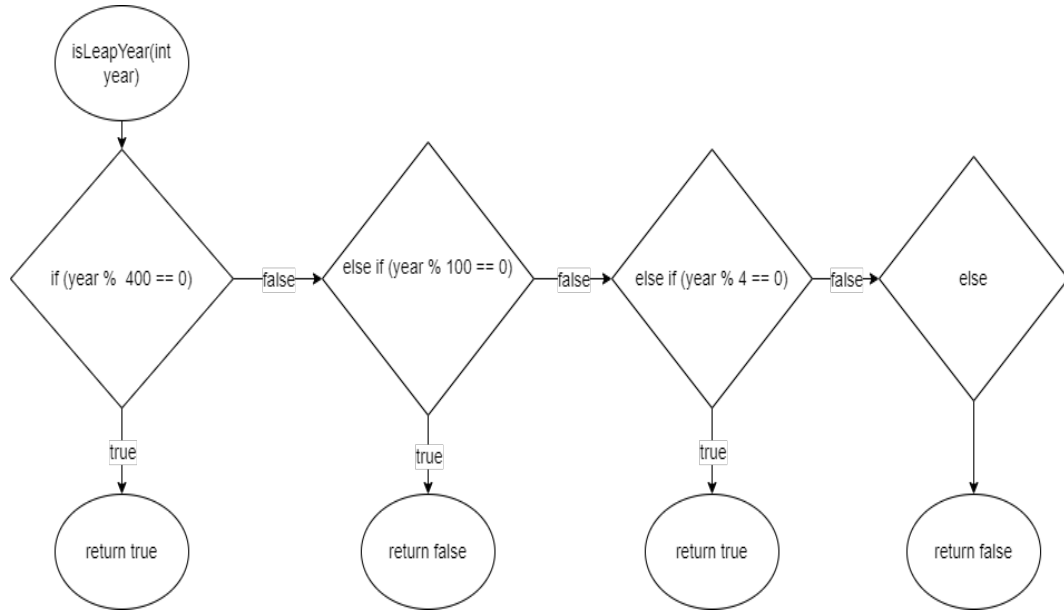 isLeapYear(int
year)
if (year %  400 == 0)
false
else if (year % 100 == 0)
false
else if (year % 4 == 0)
false
else
true
true
true
return true
return false
return true
return false